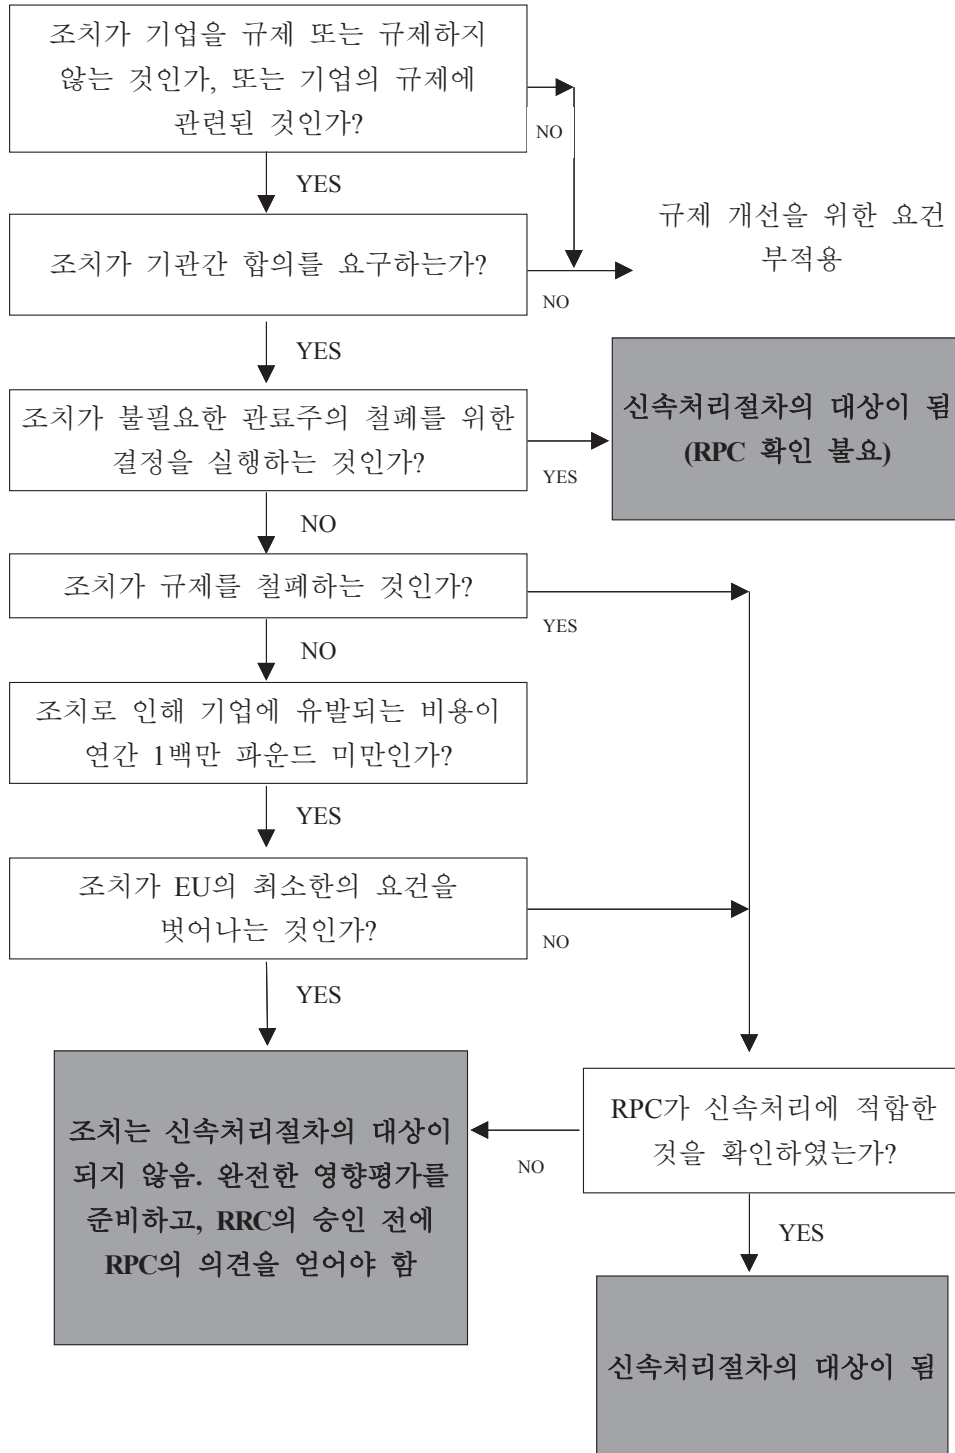 조치가 기업을 규제 또는 규제하지
않는 것인가, 또는 기업의 규제에
관련된 것인가?
NO
YES
규제 개선을 위한 요건
부적용
조치가 기관간 합의를 요구하는가?
NO
YES
신속처리절차의 대상이 됨
(RPC 확인 불요)
조치가 불필요한 관료주의 철폐를 위한
결정을 실행하는 것인가?
YES
NO
조치가 규제를 철폐하는 것인가?
YES
NO
조치로 인해 기업에 유발되는 비용이
연간 1백만 파운드 미만인가?
YES
조치가 EU의 최소한의 요건을
벗어나는 것인가?
NO
YES
조치는 신속처리절차의 대상이
되지 않음. 완전한 영향평가를
준비하고, RRC의 승인 전에
RPC의 의견을 얻어야 함
RPC가 신속처리에 적합한
것을 확인하였는가?
NO
YES
신속처리절차의 대상이 됨